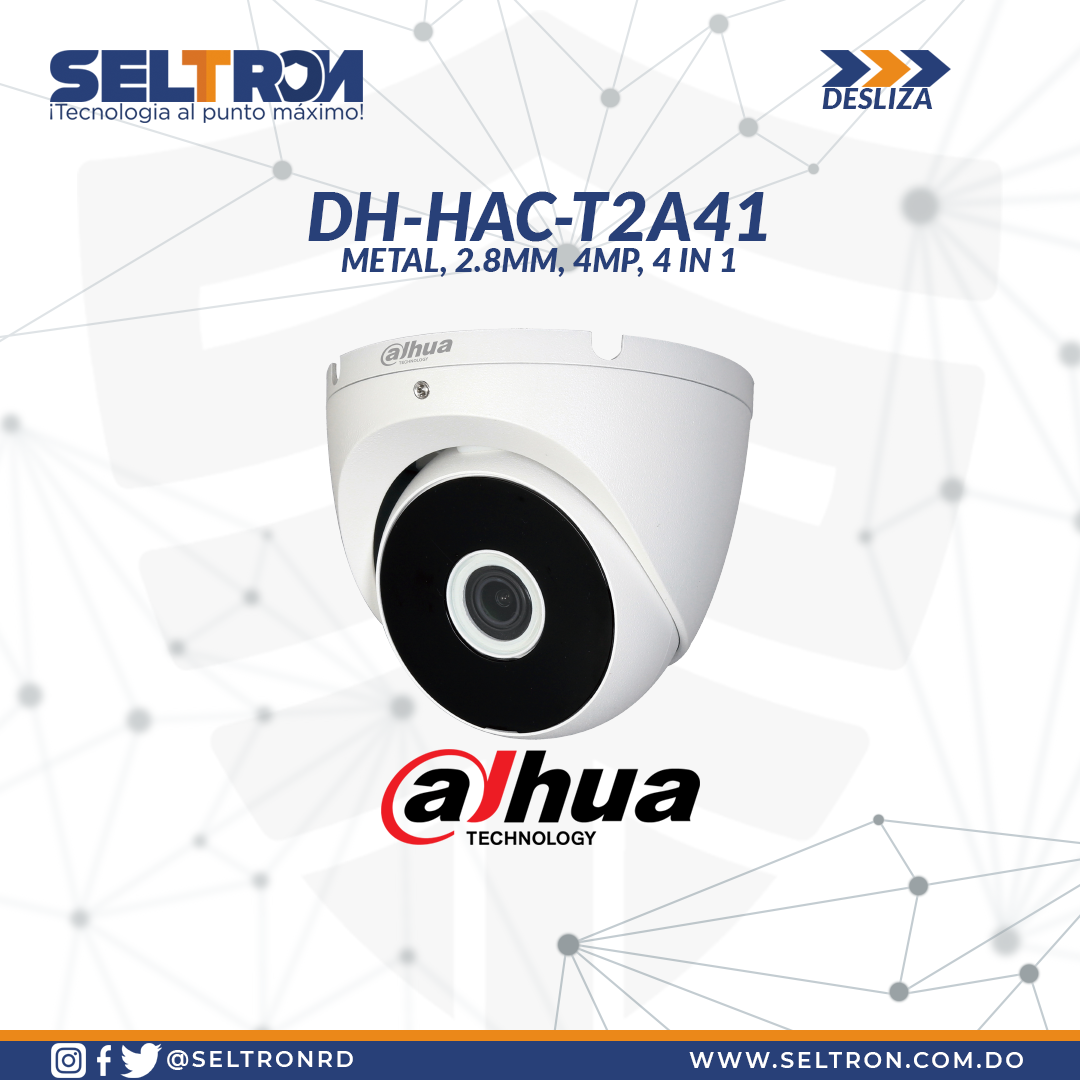 SELTRON
¡Tecnologia al punto máximo!
DESLIZA
DH-HAC-T2A41
METAL, 2.8MM, 4MP, 4 IN 1
alhua
TECHNOLOGY
alhua
TECHNOLOGY
@SELTRONRD
WWW.SELTRON.COM.DO